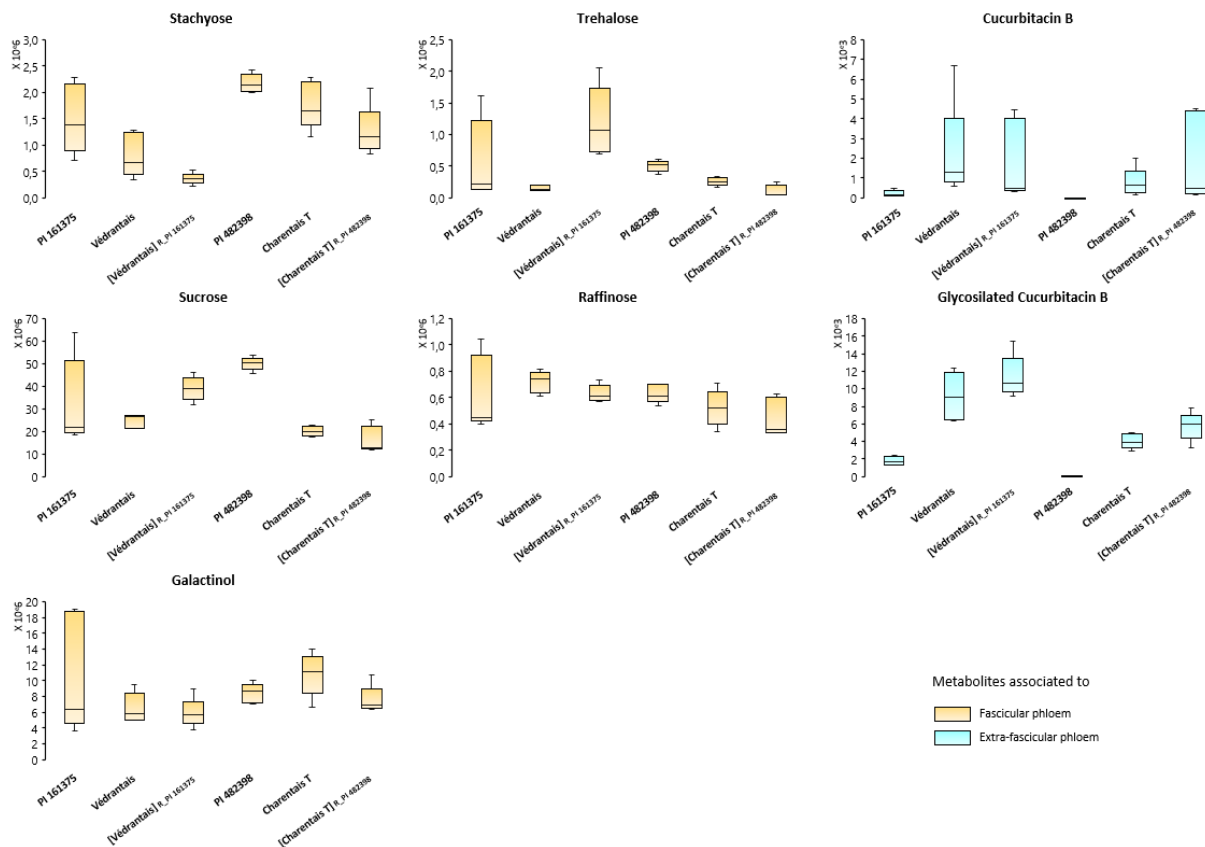 Stachyose
X 10^6
3,0
2,5
2,0
1,5
1,0
0,5
0,0
PI 161375
Védrantais
[Védrantais] R_PI 161375
PI 482398
Charentais T
[Charentais T] R_PI 482398
Trehalose
X 10^6
2,5
2,0
1,5
1,0
0,5
0,0
PI 161375
Védrantais
[Védrantais] R_PI 161375
PI 482398
Charentais T
[Charentais T] R_PI 482398
Cucurbitacin B
X 10^3
8
7
6
5
4
3
2
1
0
PI 161375
Védrantais
[Védrantais] R_PI 161375
PI 482398
Charentais T
[Charentais T] R_PI 482398
Sucrose
X 10^6
70
60
50
40
30
20
10
0
PI 161375
Védrantais
[Védrantais] R_PI 161375
PI 482398
Charentais T
[Charentais T] R_PI 482398
Raffinose
X 10^6
1,2
1,0
0,8
0,6
0,4
0,2
0,0
PI 161375
Védrantais
[Védrantais] R_PI 161375
PI 482398
Charentais T
[Charentais T] R_PI 482398
Glycosilated Cucurbitacin B
X 10^3
18
16
14
12
10
8
6
4
2
0
PI 161375
Védrantais
[Védrantais] R_PI 161375
PI 482398
Charentais T
[Charentais T] R_PI 482398
Galactinol
X 10^6
20
18
16
14
12
10
8
6
4
2
0
PI 161375
Védrantais
[Védrantais] R_PI 161375
PI 482398
Charentais T
[Charentais T] R_PI 482398
Metabolites associated to
Fascicular phloem
Extra-fascicular phloem